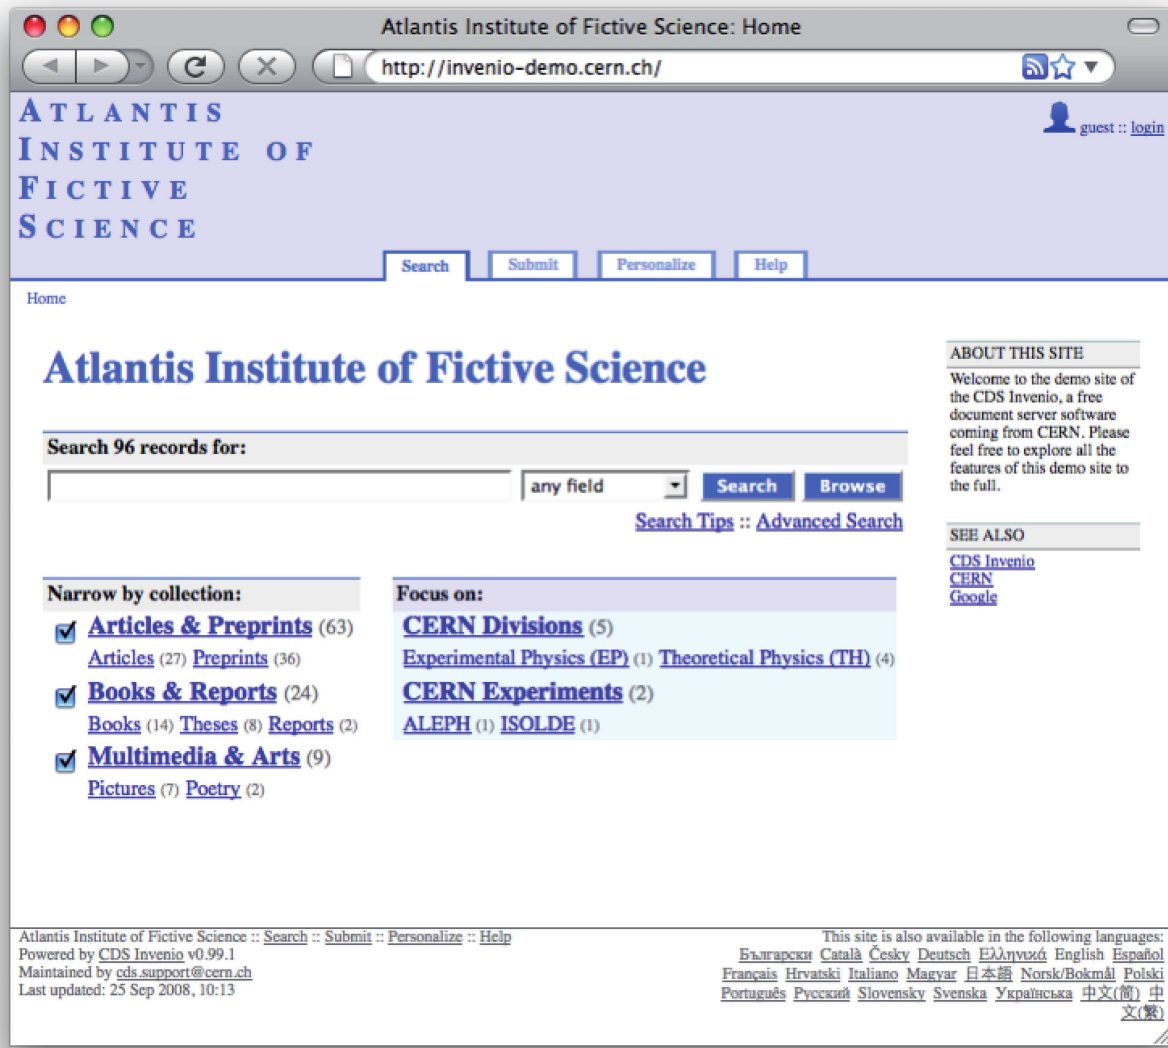 Atlantis Institute of Fictive Science: Home
http://invenio-demo.cern.ch/
ATLANTIS
INSTITUTE OF
FICTIVE
SCIENCE
guest :: login
Search Submit Personalize Help
Home
Atlantis Institute of Fictive Science
Search 96 records for:
any field Search Browse
Search Tips :: Advanced Search
Narrow by collection:
Articles & Preprints (63)
Articles (27) Preprints (36)
Books & Reports (24)
Books (14) Theses (8) Reports (2)
Multimedia & Arts (9)
Pictures (7) Poetry (2)
Focus on:
CERN Divisions (5)
Experimental Physics (EP) (1) Theoretical Physics (TH) (4)
CERN Experiments (2)
ALEPH (1) ISOLDE (1)
ABOUT THIS SITE
Welcome to the demo site of
the CDS Invenio, a free
document server software
coming from CERN. Please
feel free to explore all the
features of this demo site to
the full.
SEE ALSO
CDS Invenio
CERN
Google
Atlantis Institute of Fictive Science :: Search :: Submit :: Personalize :: Help
Powered by CDS Invenio v0.99.1
Maintained by cds.support@cern.ch
Last updated: 25 Sep 2008, 10:13
This site is also available in the following languages:
Български Català Česky Deutsch Ελληνικά English Español
Français Hrvatski Italiano Magyar 日本語 Norsk/Bokmål Polski
Português Русский Slovensky Svenska Українська 中文(简) 中
文(繁)